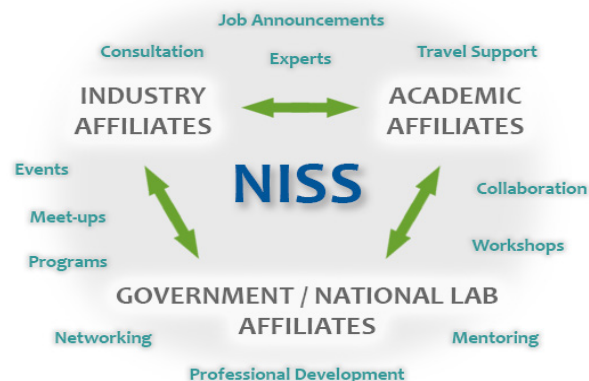 Job Announcements
Consultation
Experts
Travel Support
INDUSTRY
AFFILIATES
ACADEMIC
AFFILIATES
Events
NISS
Collaboration
Meet-ups
Workshops
Programs
GOVERNMENT / NATIONAL LAB
AFFILIATES
Networking
Mentoring
Professional Development